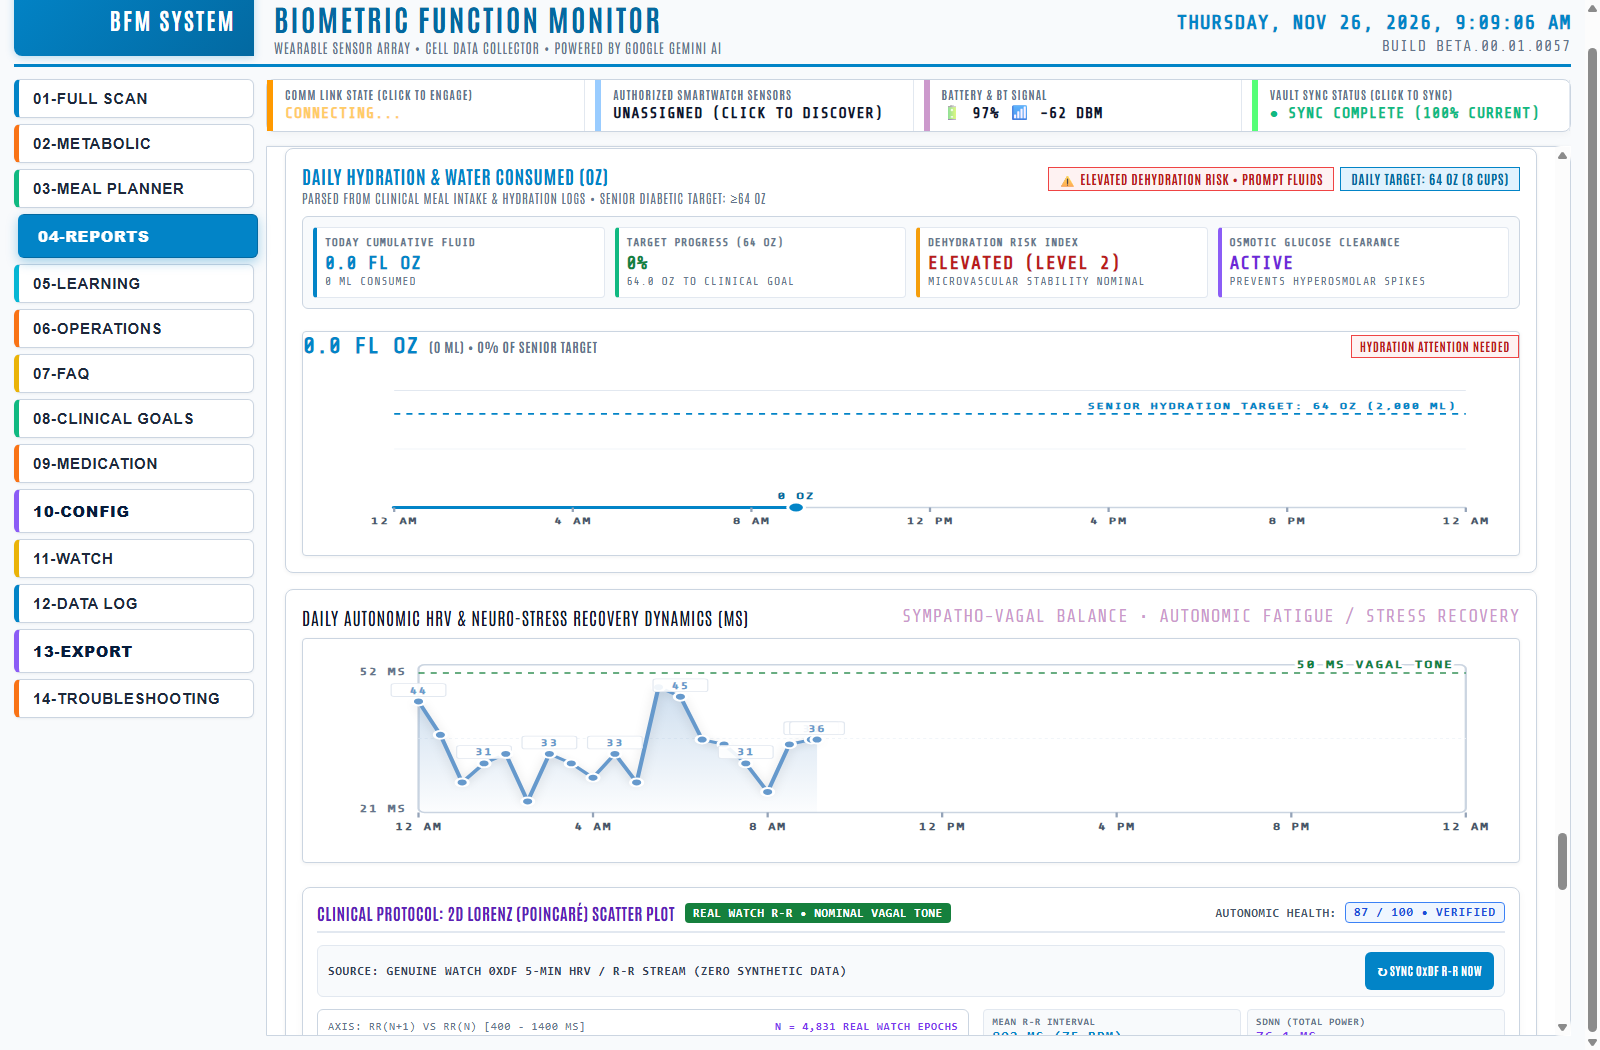 BFM SYSTEM
BIOMETRIC FUNCTION MONITOR
WEARABLE SENSOR ARRAY • CELL DATA COLLECTOR • POWERED BY GOOGLE GEMINI AI
THURSDAY, NOV 26, 2026, 9:09:06 AM
BUILD BETA.00.01.0057
01-FULL SCAN
02-METABOLIC
03-MEAL PLANNER
04-REPORTS
05-LEARNING
06-OPERATIONS
07-FAQ
08-CLINICAL GOALS
09-MEDICATION
10-CONFIG
11-WATCH
12-DATA LOG
13-EXPORT
14-TROUBLESHOOTING
COMM LINK STATE (CLICK TO ENGAGE)
CONNECTING...
AUTHORIZED SMARTWATCH SENSORS
UNASSIGNED (CLICK TO DISCOVER)
BATTERY & BT SIGNAL
🔋 97% 📶 -62 DBM
VAULT SYNC STATUS (CLICK TO SYNC)
● SYNC COMPLETE (100% CURRENT)
DAILY HYDRATION & WATER CONSUMED (OZ)
PARSED FROM CLINICAL MEAL INTAKE & HYDRATION LOGS • SENIOR DIABETIC TARGET: ≥64 OZ
⚠️ ELEVATED DEHYDRATION RISK • PROMPT FLUIDS
DAILY TARGET: 64 OZ (8 CUPS)
TODAY CUMULATIVE FLUID
0.0 FL OZ
0 ML CONSUMED
TARGET PROGRESS (64 OZ)
0%
64.0 OZ TO CLINICAL GOAL
DEHYDRATION RISK INDEX
ELEVATED (LEVEL 2)
MICROVASCULAR STABILITY NOMINAL
OSMOTIC GLUCOSE CLEARANCE
ACTIVE
PREVENTS HYPEROSMOLAR SPIKES
0.0 FL OZ (0 ML) • 0% OF SENIOR TARGET
HYDRATION ATTENTION NEEDED
SENIOR HYDRATION TARGET: 64 OZ (2,000 ML)
0 OZ
12 AM 4 AM 8 AM 12 PM 4 PM 8 PM 12 AM
DAILY AUTONOMIC HRV & NEURO-STRESS RECOVERY DYNAMICS (MS)
SYMPATHO-VAGAL BALANCE · AUTONOMIC FATIGUE / STRESS RECOVERY
50 MS VAGAL TONE
52 MS
44 31 33 33 45 31 36
21 MS
12 AM 4 AM 8 AM 12 PM 4 PM 8 PM 12 AM
CLINICAL PROTOCOL: 2D LORENZ (POINCARÉ) SCATTER PLOT
REAL WATCH R-R • NOMINAL VAGAL TONE
AUTONOMIC HEALTH: 87 / 100 • VERIFIED
SOURCE: GENUINE WATCH 0XDF 5-MIN HRV / R-R STREAM (ZERO SYNTHETIC DATA)
↻ SYNC 0xDF R-R NOW
AXIS: RR(N+1) VS RR(N) [400 - 1400 MS]
N = 4,831 REAL WATCH EPOCHS
MEAN R-R INTERVAL
SDNN (TOTAL POWER)